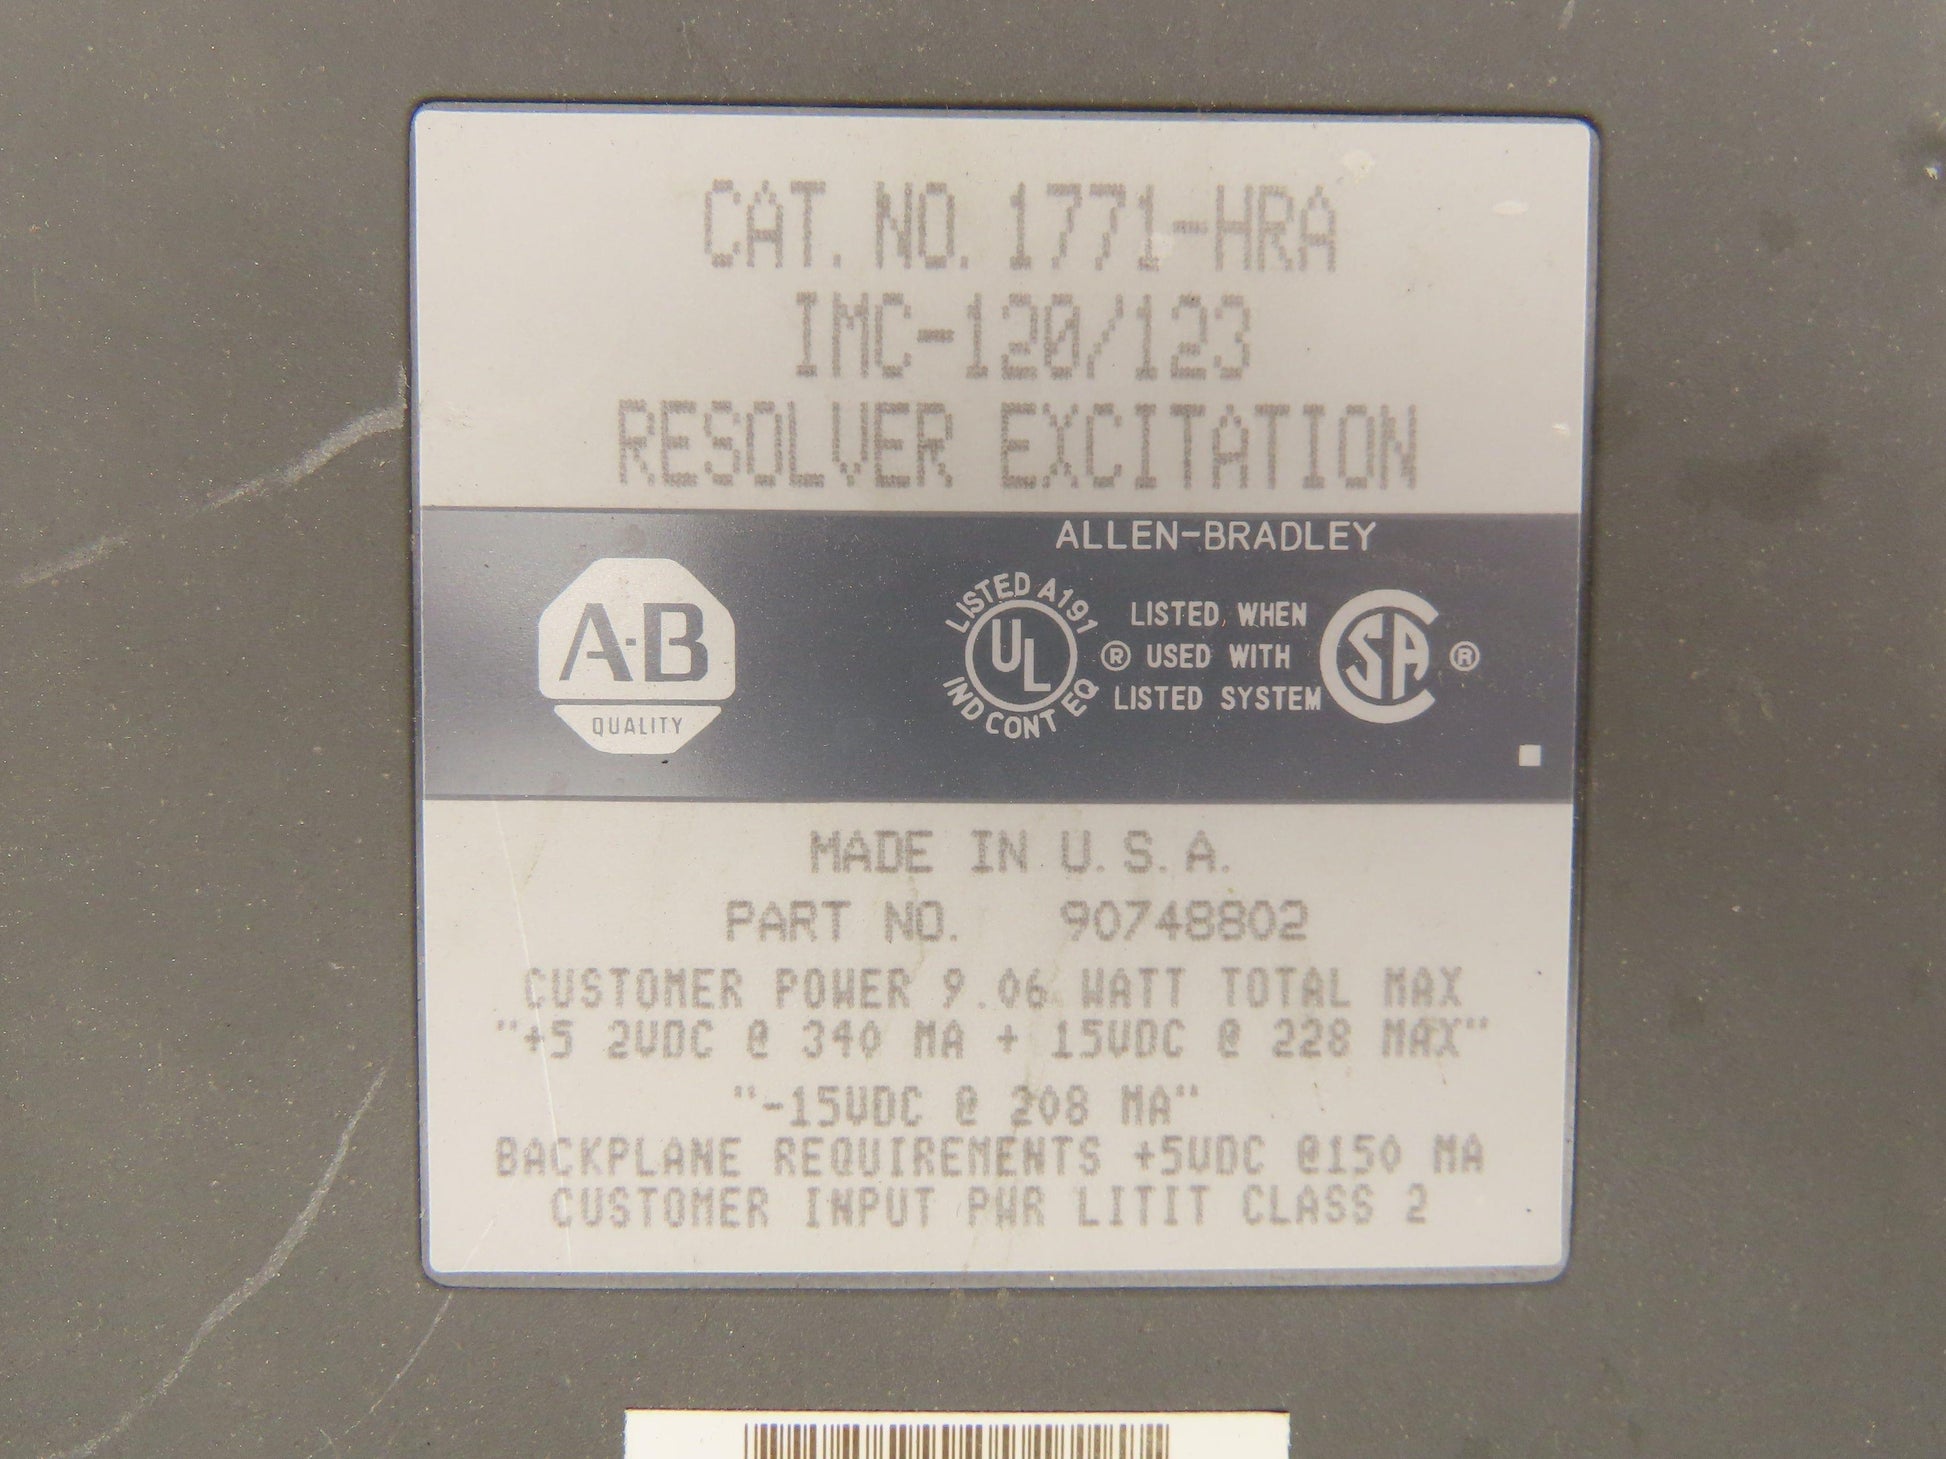 CAT. NO. 1771-HRA
IMC-120/123
RESOLVER EXCITATION
ALLEN-BRADLEY
A-B
QUALITY
LISTED A191
UL
IND CONT EQ
®
LISTED WHEN
USED WITH
LISTED SYSTEM
SA
®
MADE IN U.S.A.
PART NO. 90748802
CUSTOMER POWER 9.06 WATT TOTAL MAX
"+5 2VDC @ 340 MA + 15VDC @ 228 MAX"
"-15VDC @ 208 MA"
BACKPLANE REQUIREMENTS +5VDC @150 MA
CUSTOMER INPUT PWR LITIT CLASS 2